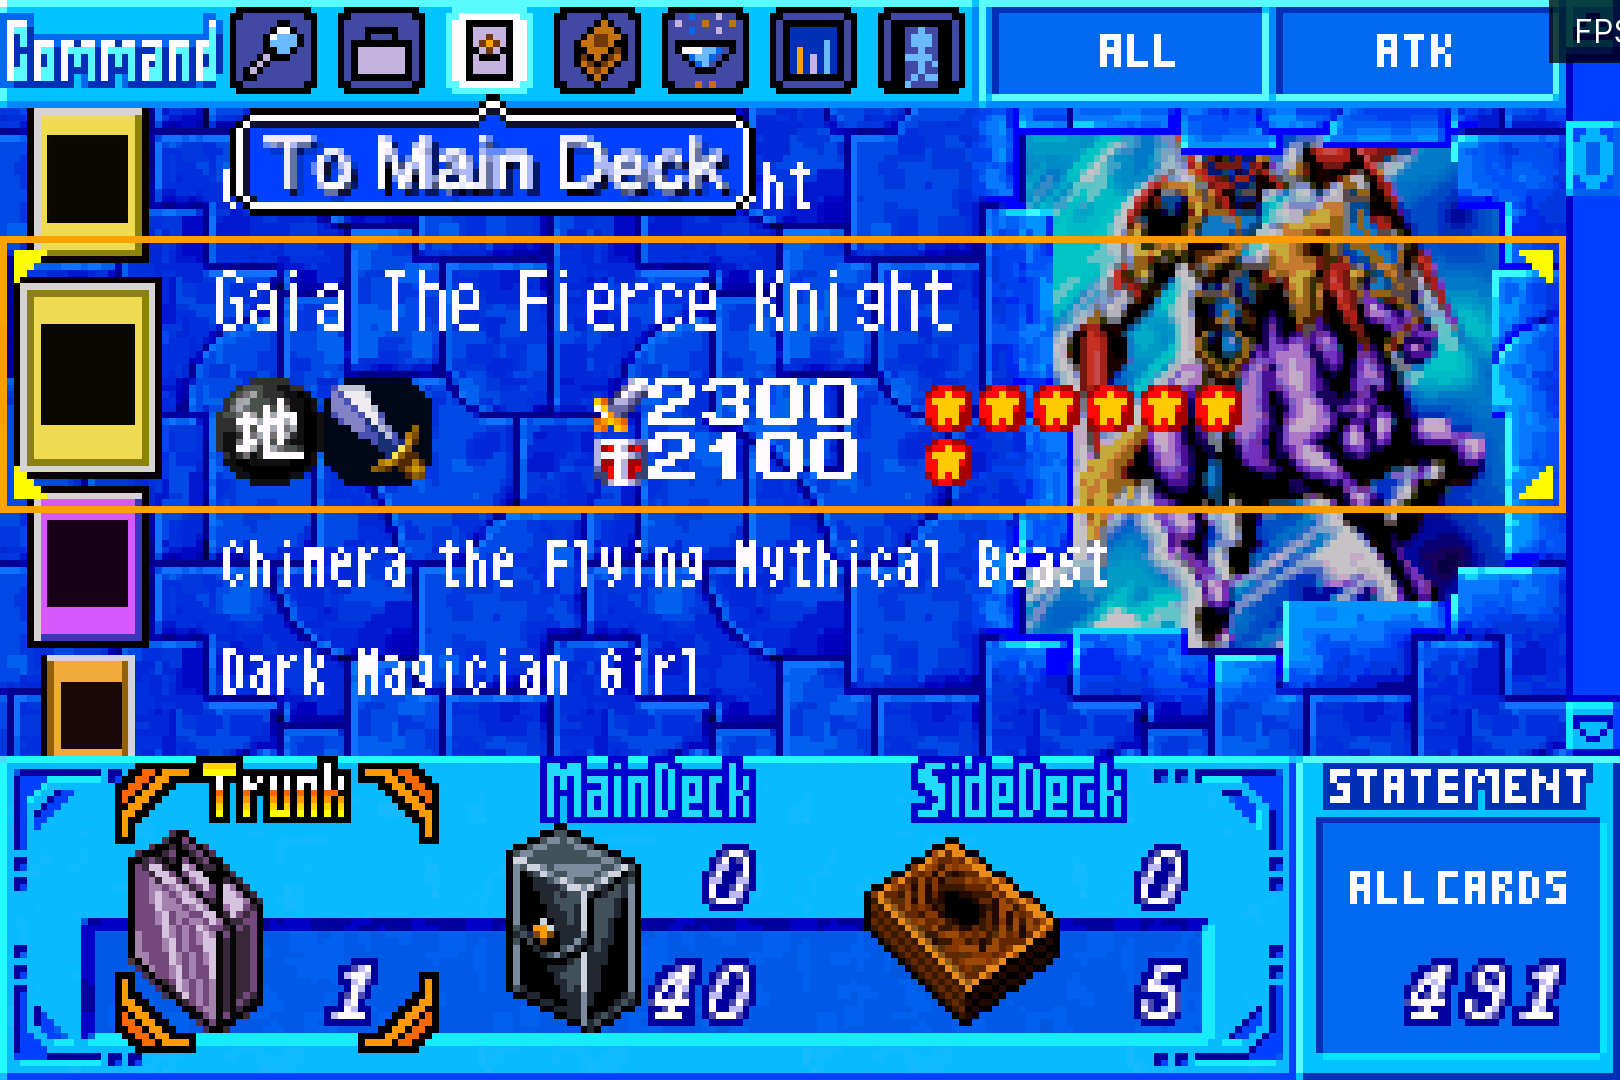 Command
ALL
ATK
FPS
To Main Deck
ht
Gaia The Fierce Knight
地
2300
2100
Chimera the Flying Mythical Beast
Dark Magician Girl
Trunk
MainDeck
SideDeck
STATEMENT
0
0
ALL CARDS
1
40
5
491